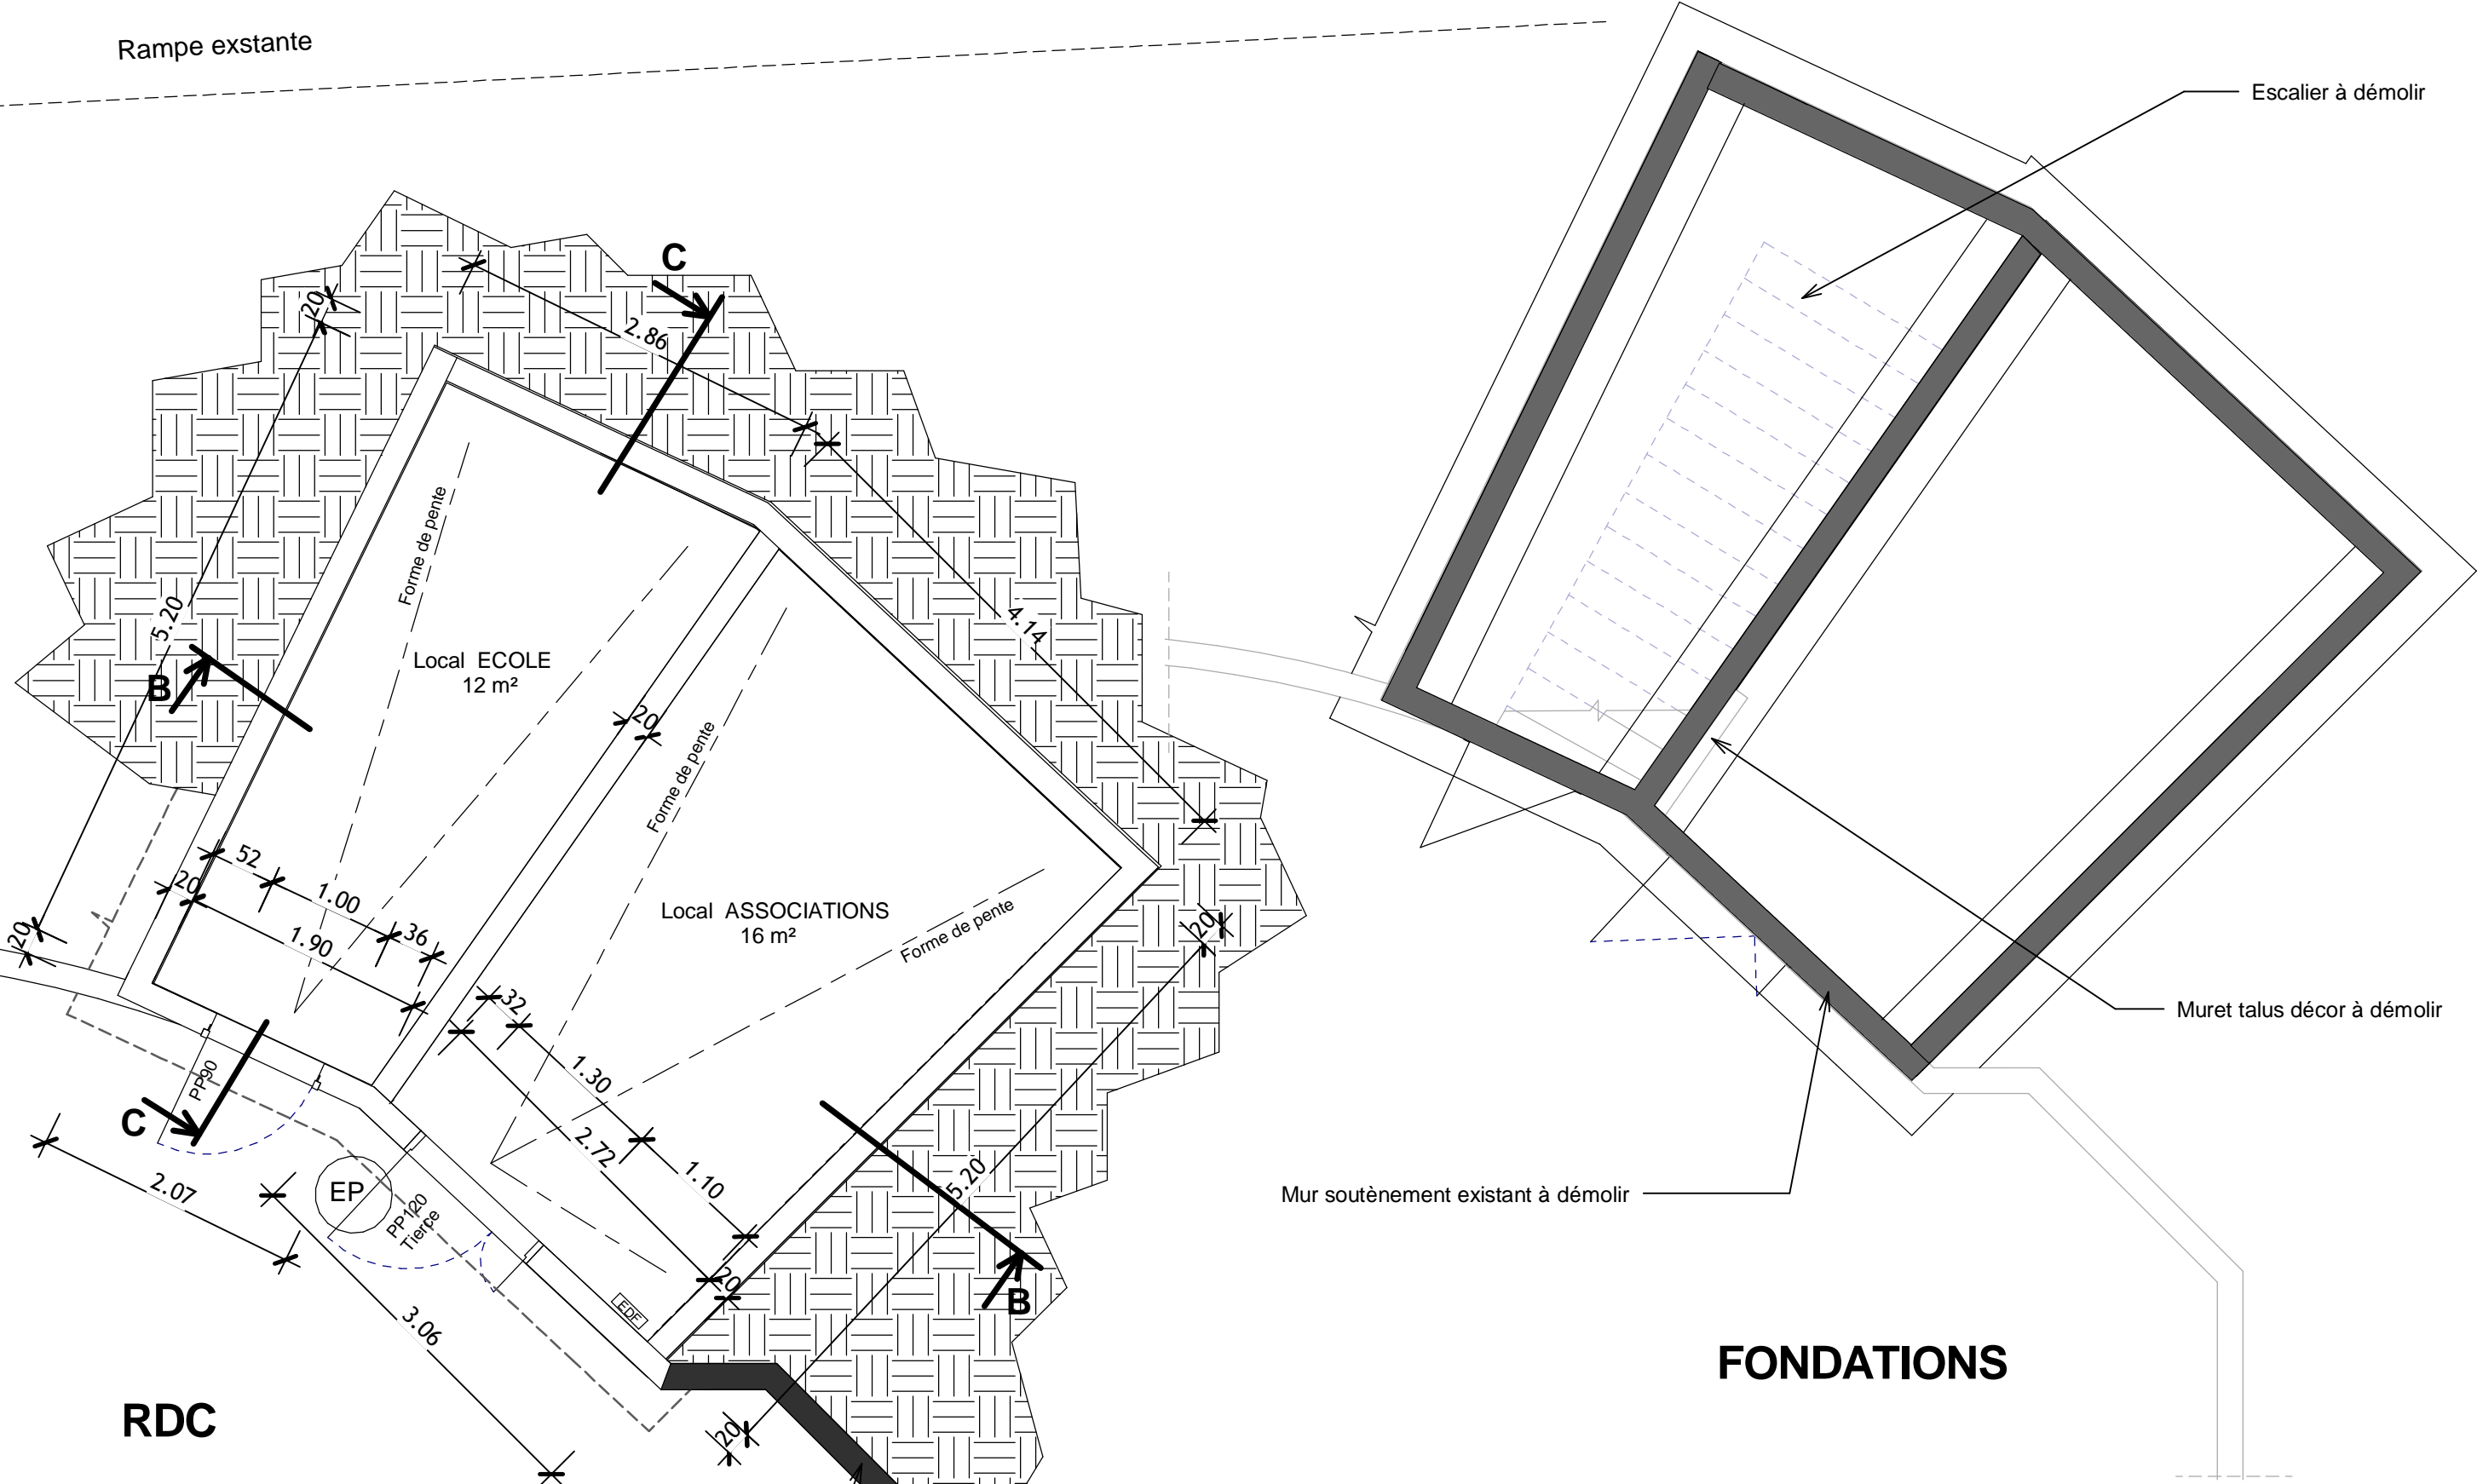 Rampe exstante
Escalier à démolir
C
20
2.86
Forme de pente
5.20
4.14
B
Local ECOLE
12 m²
20
Forme de pente
52
20
1.00
36
1.90
20
Local ASSOCIATIONS
16 m²
Forme de pente
20
32
1.30
2.72
1.10
5.20
PP90
C
2.07
EP
PP120
Tierce
20
B
EDF
3.06
20
RDC
Muret talus décor à démolir
Mur soutènement existant à démolir
FONDATIONS